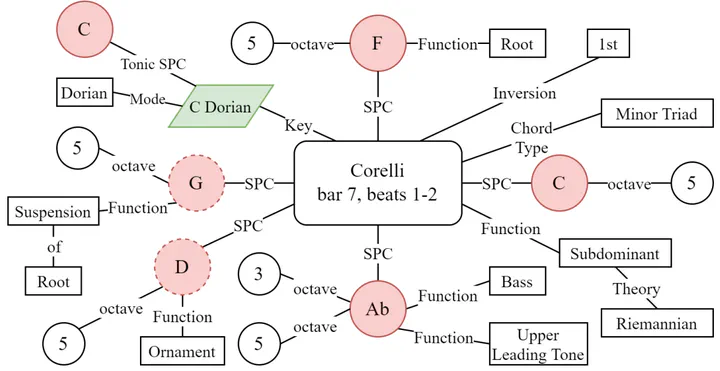 C
5
octave
F
Function
Root
1st
Tonic SPC
Dorian
Mode
C Dorian
Key
SPC
Inversion
Chord
Type
Minor Triad
5
octave
G
SPC
Corelli
bar 7, beats 1-2
SPC
C
octave
5
Suspension
Function
of
Root
SPC
D
octave
5
Function
Ornament
SPC
3
octave
5
octave
Ab
Function
Bass
Function
Upper
Leading Tone
Function
Subdominant
Theory
Riemannian